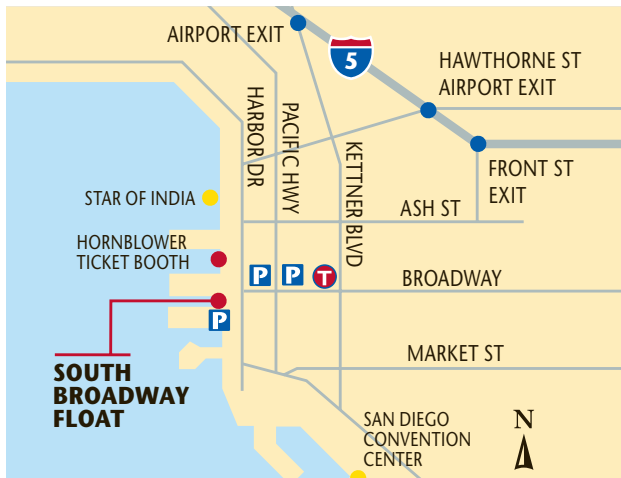 AIRPORT EXIT
5
HAWTHORNE ST
AIRPORT EXIT
HARBOR DR
PACIFIC HWY
KETTNER BLVD
FRONT ST
EXIT
STAR OF INDIA
ASH ST
HORNBLOWER
TICKET BOOTH
P
P
T
BROADWAY
P
MARKET ST
SOUTH
BROADWAY
FLOAT
SAN DIEGO
CONVENTION
CENTER
N